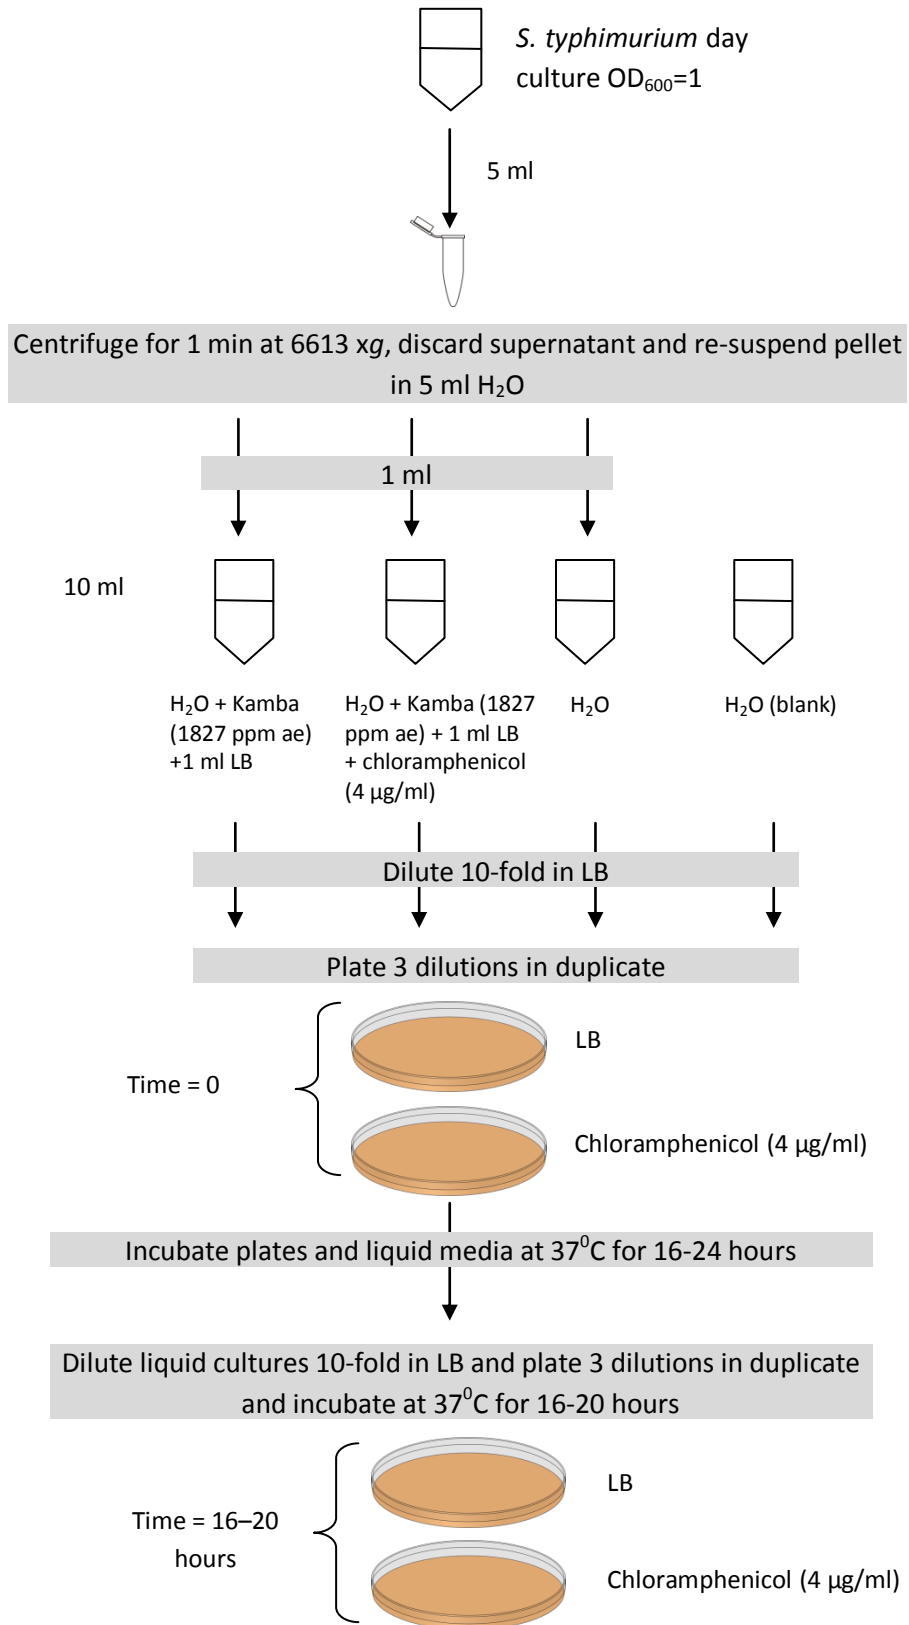 S. typhimurium day
culture OD₆₀₀=1
5 ml
Centrifuge for 1 min at 6613 xg, discard supernatant and re-suspend pellet
in 5 ml H₂O
1 ml
10 ml
H₂O + Kamba
(1827 ppm ae)
+1 ml LB
H₂O + Kamba (1827
ppm ae) + 1 ml LB
+ chloramphenicol
(4 µg/ml)
H₂O
H₂O (blank)
Dilute 10-fold in LB
Plate 3 dilutions in duplicate
LB
Time = 0
Chloramphenicol (4 µg/ml)
Incubate plates and liquid media at 37⁰C for 16-24 hours
Dilute liquid cultures 10-fold in LB and plate 3 dilutions in duplicate
and incubate at 37⁰C for 16-20 hours
LB
Time = 16–20
hours
Chloramphenicol (4 µg/ml)